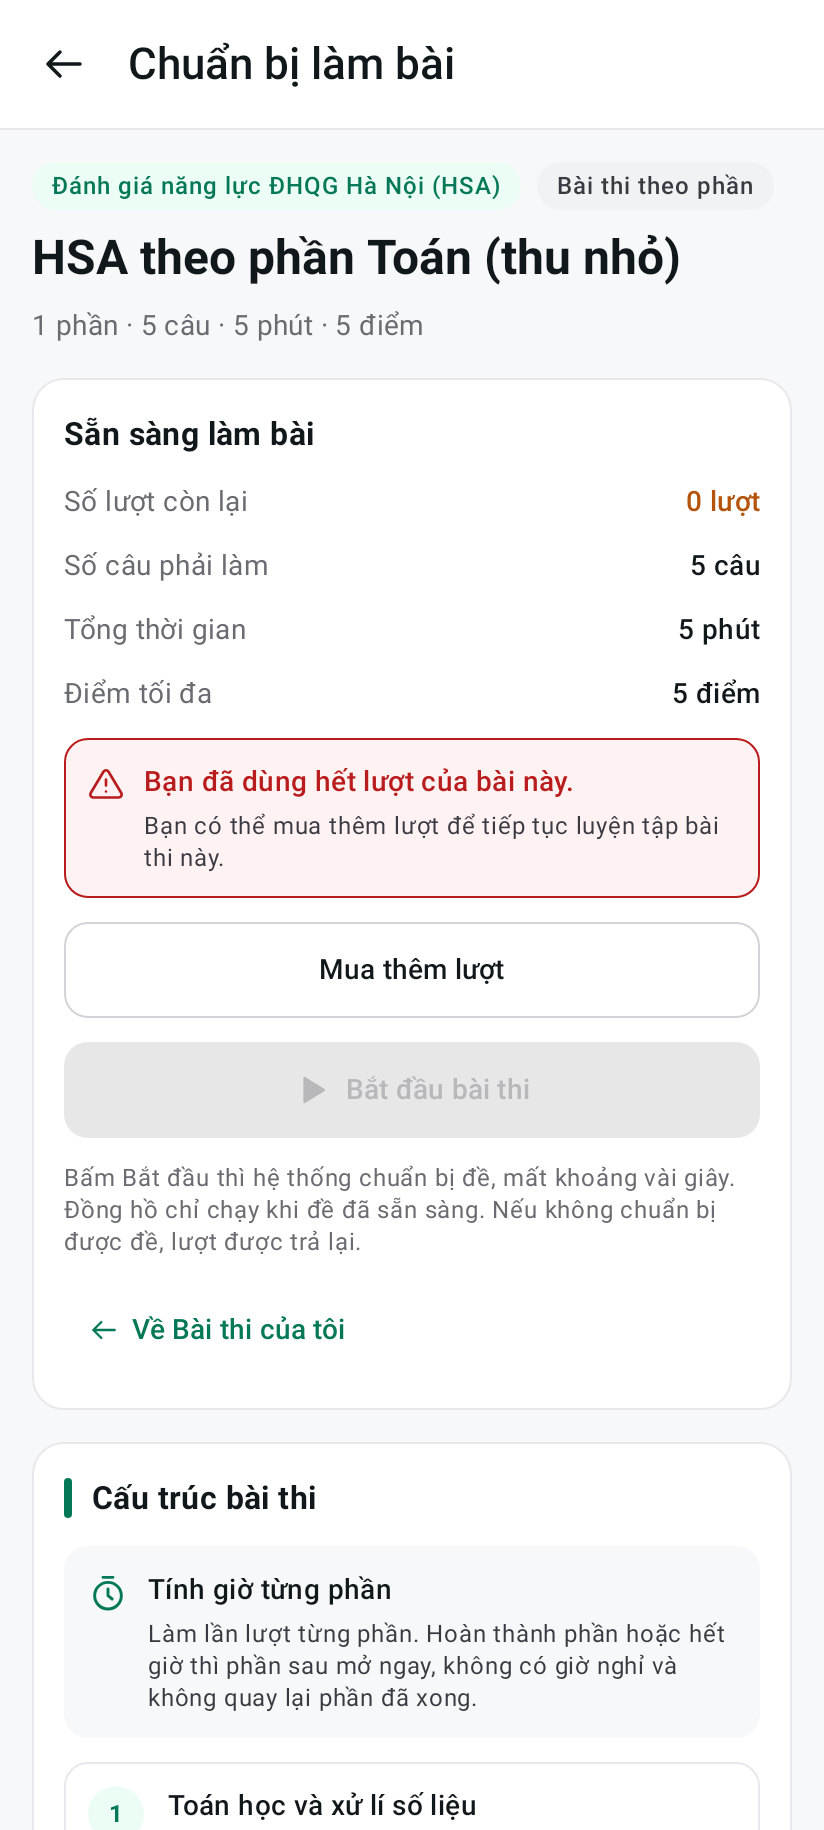 Chuẩn bị làm bài
Đánh giá năng lực ĐHQG Hà Nội (HSA)
Bài thi theo phần
HSA theo phần Toán (thu nhỏ)
1 phần · 5 câu · 5 phút · 5 điểm
Sẵn sàng làm bài
Số lượt còn lại
0 lượt
Số câu phải làm
5 câu
Tổng thời gian
5 phút
Điểm tối đa
5 điểm
Bạn đã dùng hết lượt của bài này.
Bạn có thể mua thêm lượt để tiếp tục luyện tập bài
thi này.
Mua thêm lượt
Bắt đầu bài thi
Bấm Bắt đầu thì hệ thống chuẩn bị đề, mất khoảng vài giây.
Đồng hồ chỉ chạy khi đề đã sẵn sàng. Nếu không chuẩn bị
được đề, lượt được trả lại.
Về Bài thi của tôi
Cấu trúc bài thi
Tính giờ từng phần
Làm lần lượt từng phần. Hoàn thành phần hoặc hết
giờ thì phần sau mở ngay, không có giờ nghỉ và
không quay lại phần đã xong.
1
Toán học và xử lí số liệu